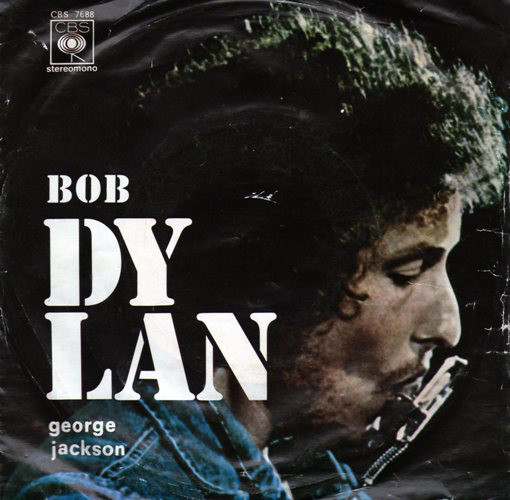 CBS 7688
CBS
stereomono
BOB
DY
LAN
george
jackson